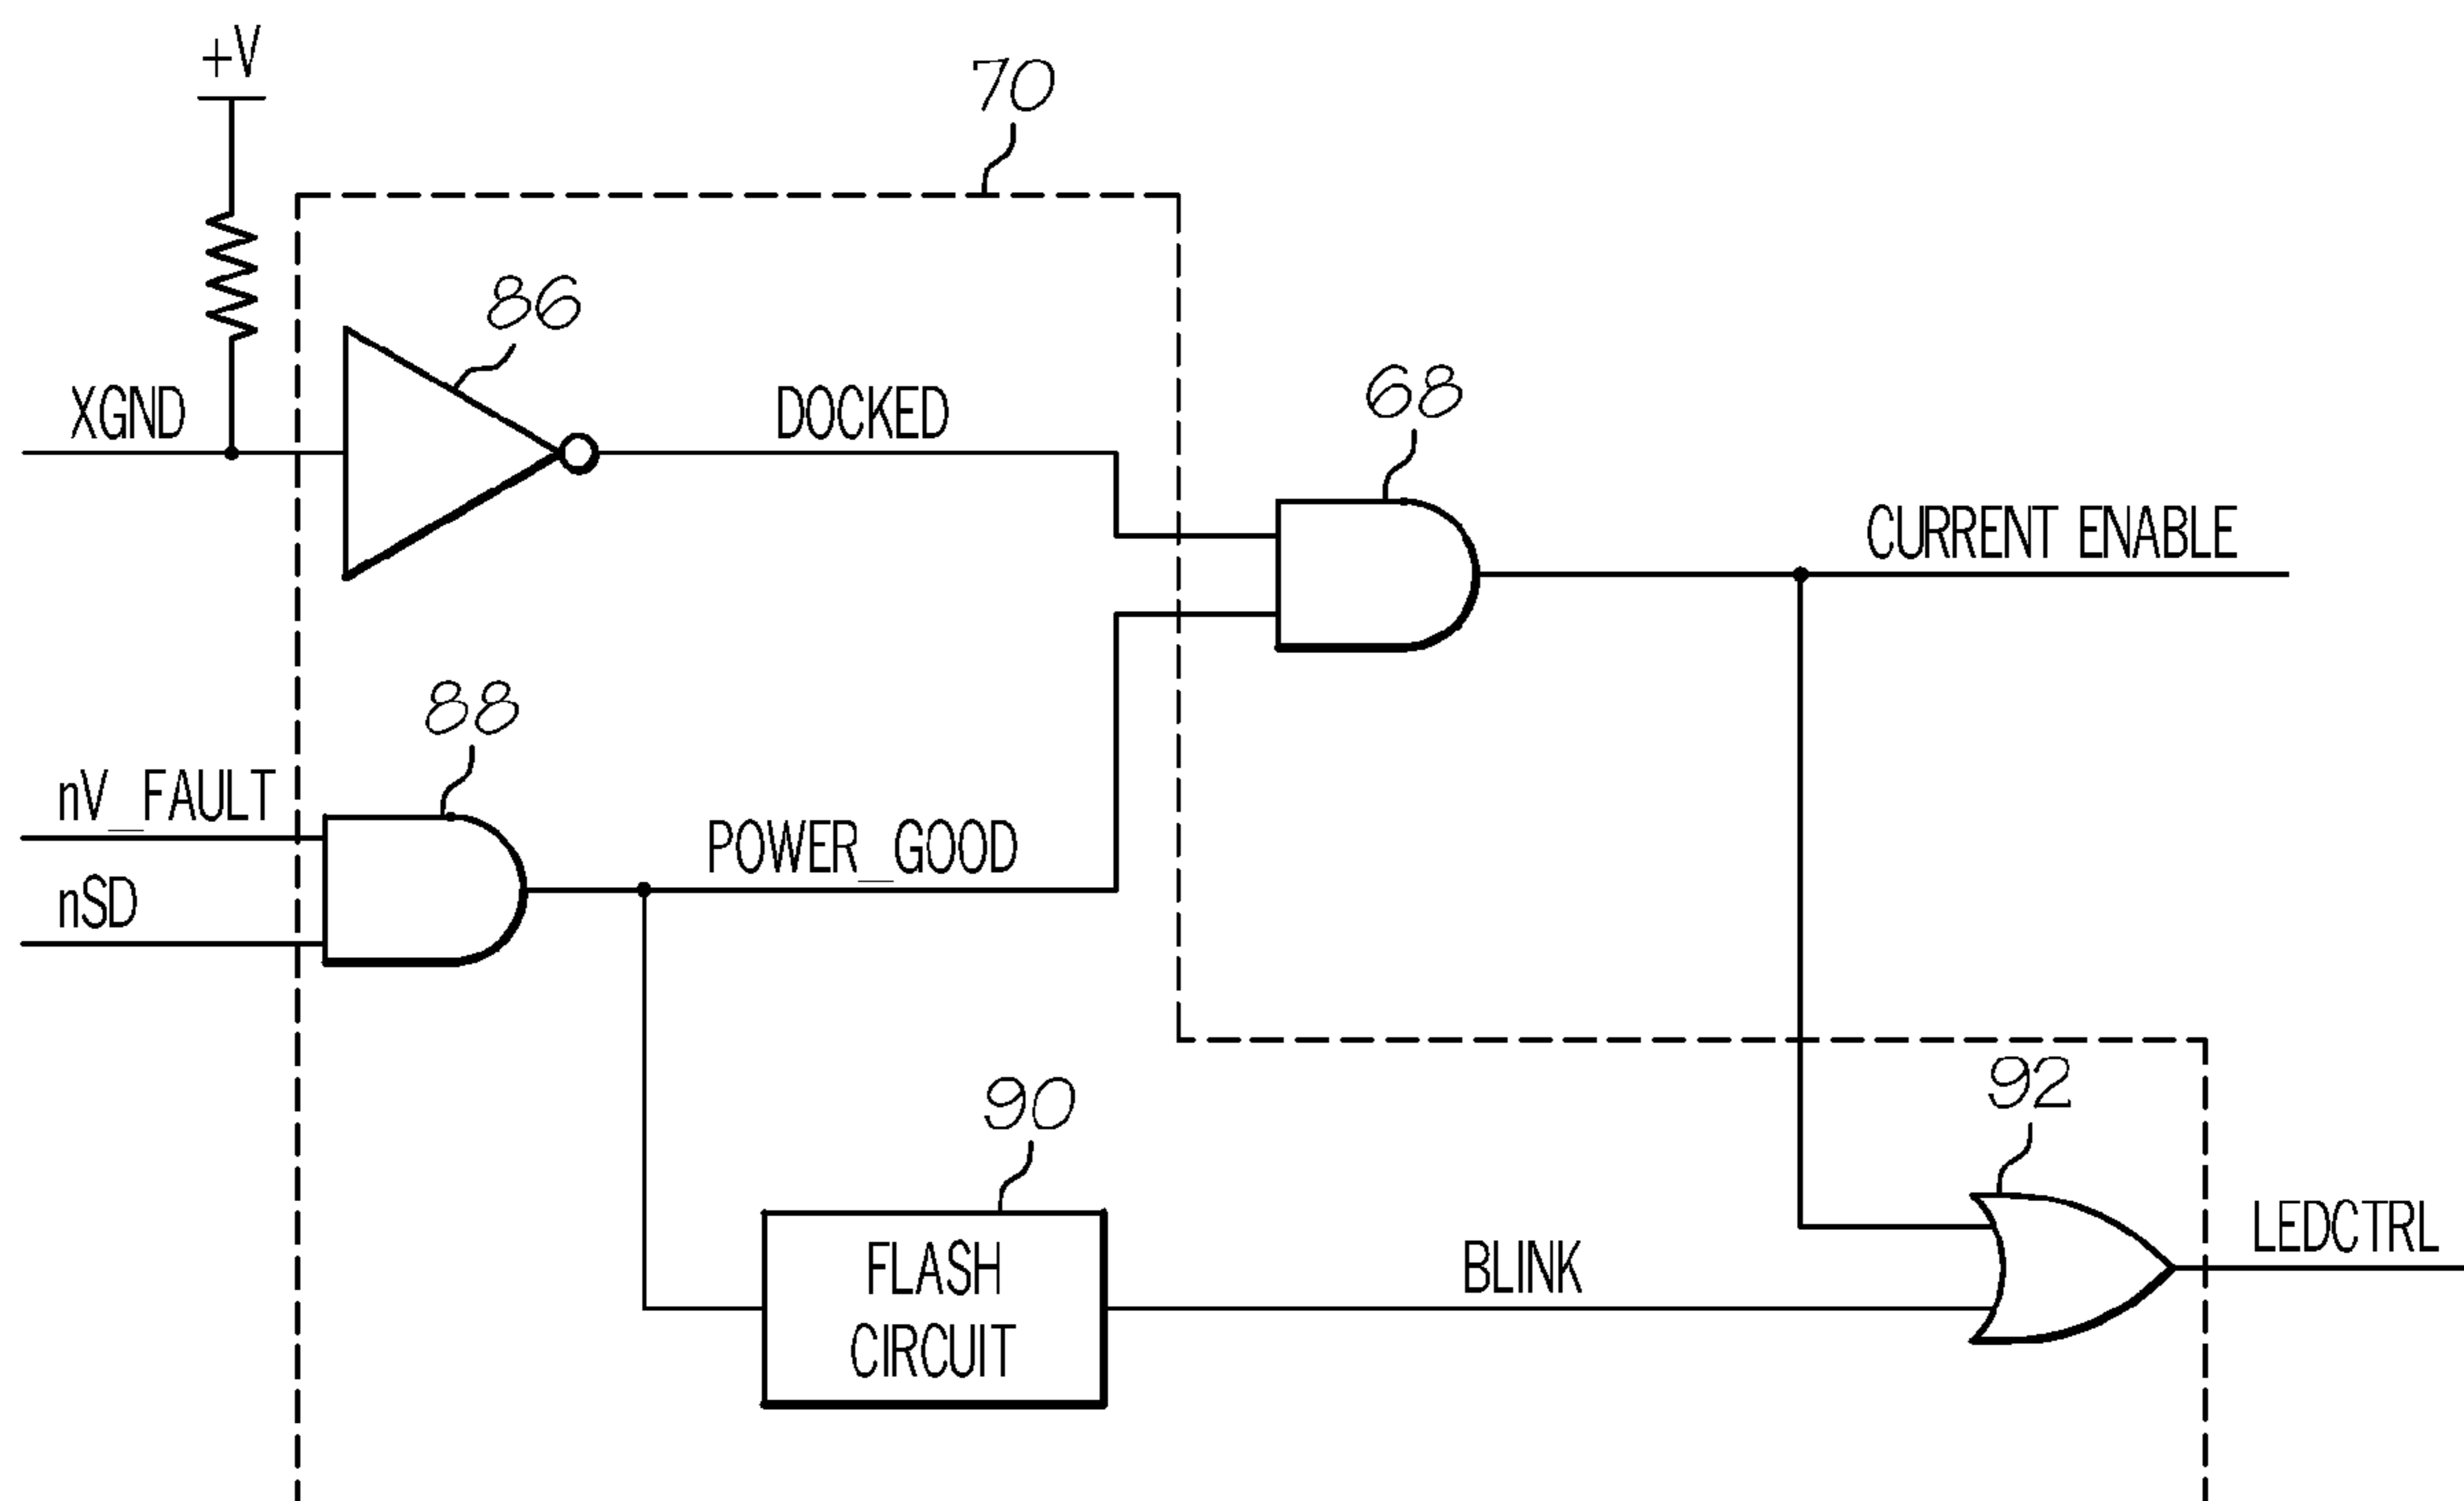 +V
70
86
XGND
DOCKED
68
CURRENT ENABLE
88
nV_FAULT
POWER_GOOD
nSD
92
90
LEDCTRL
FLASH
CIRCUIT
BLINK